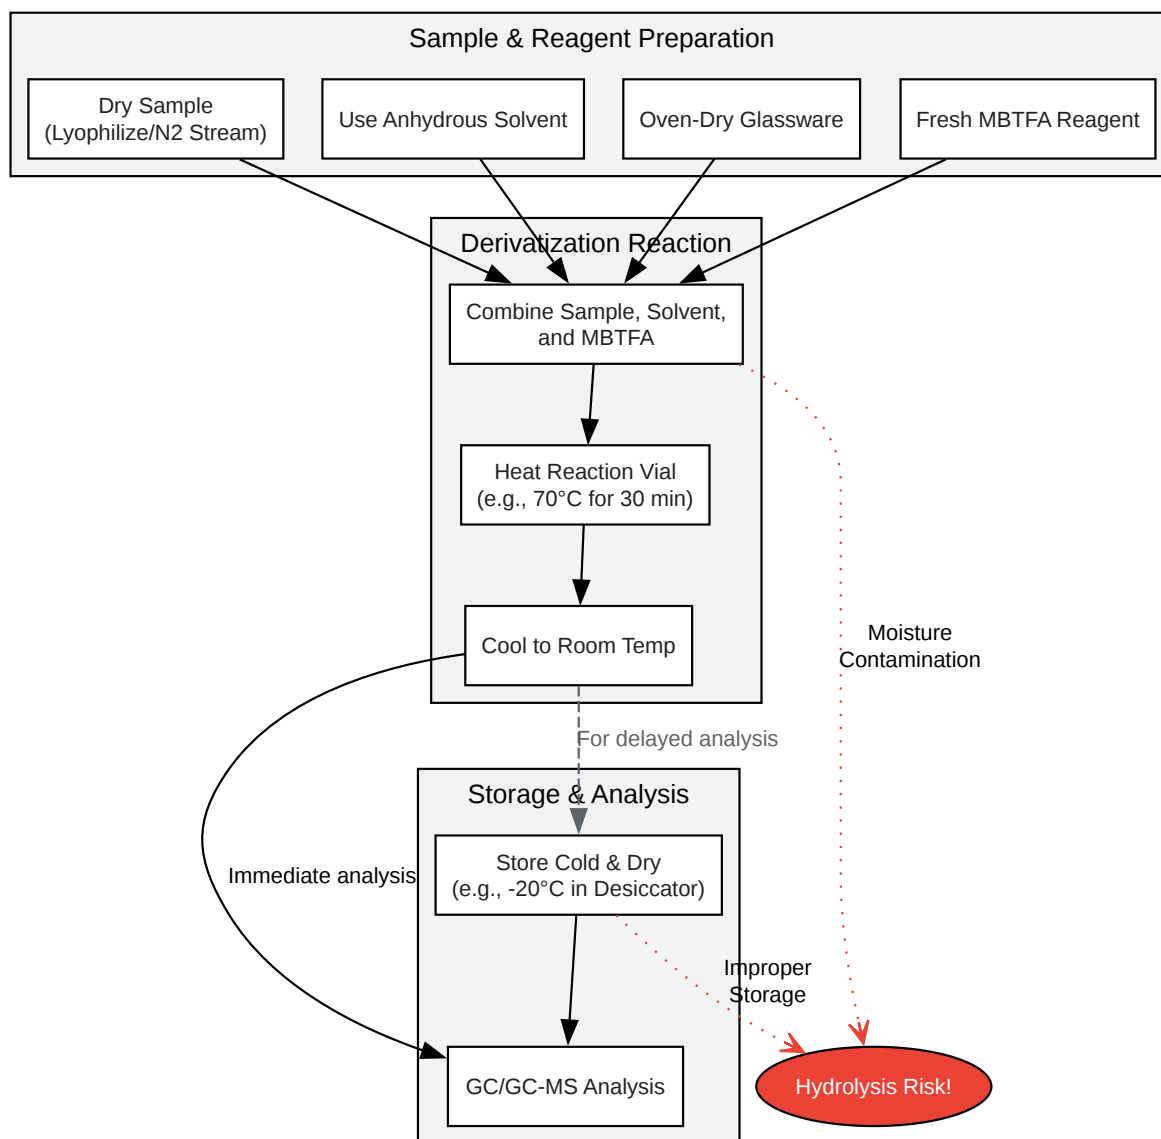 Sample & Reagent Preparation
Dry Sample
(Lyophilize/N2 Stream)
Use Anhydrous Solvent
Oven-Dry Glassware
Fresh MBTFA Reagent
Derivatization Reaction
Combine Sample, Solvent,
and MBTFA
Heat Reaction Vial
(e.g., 70°C for 30 min)
Cool to Room Temp
Moisture
Contamination
For delayed analysis
Storage & Analysis
Store Cold & Dry
(e.g., -20°C in Desiccator)
Immediate analysis
Improper
Storage
GC/GC-MS Analysis
Hydrolysis Risk!